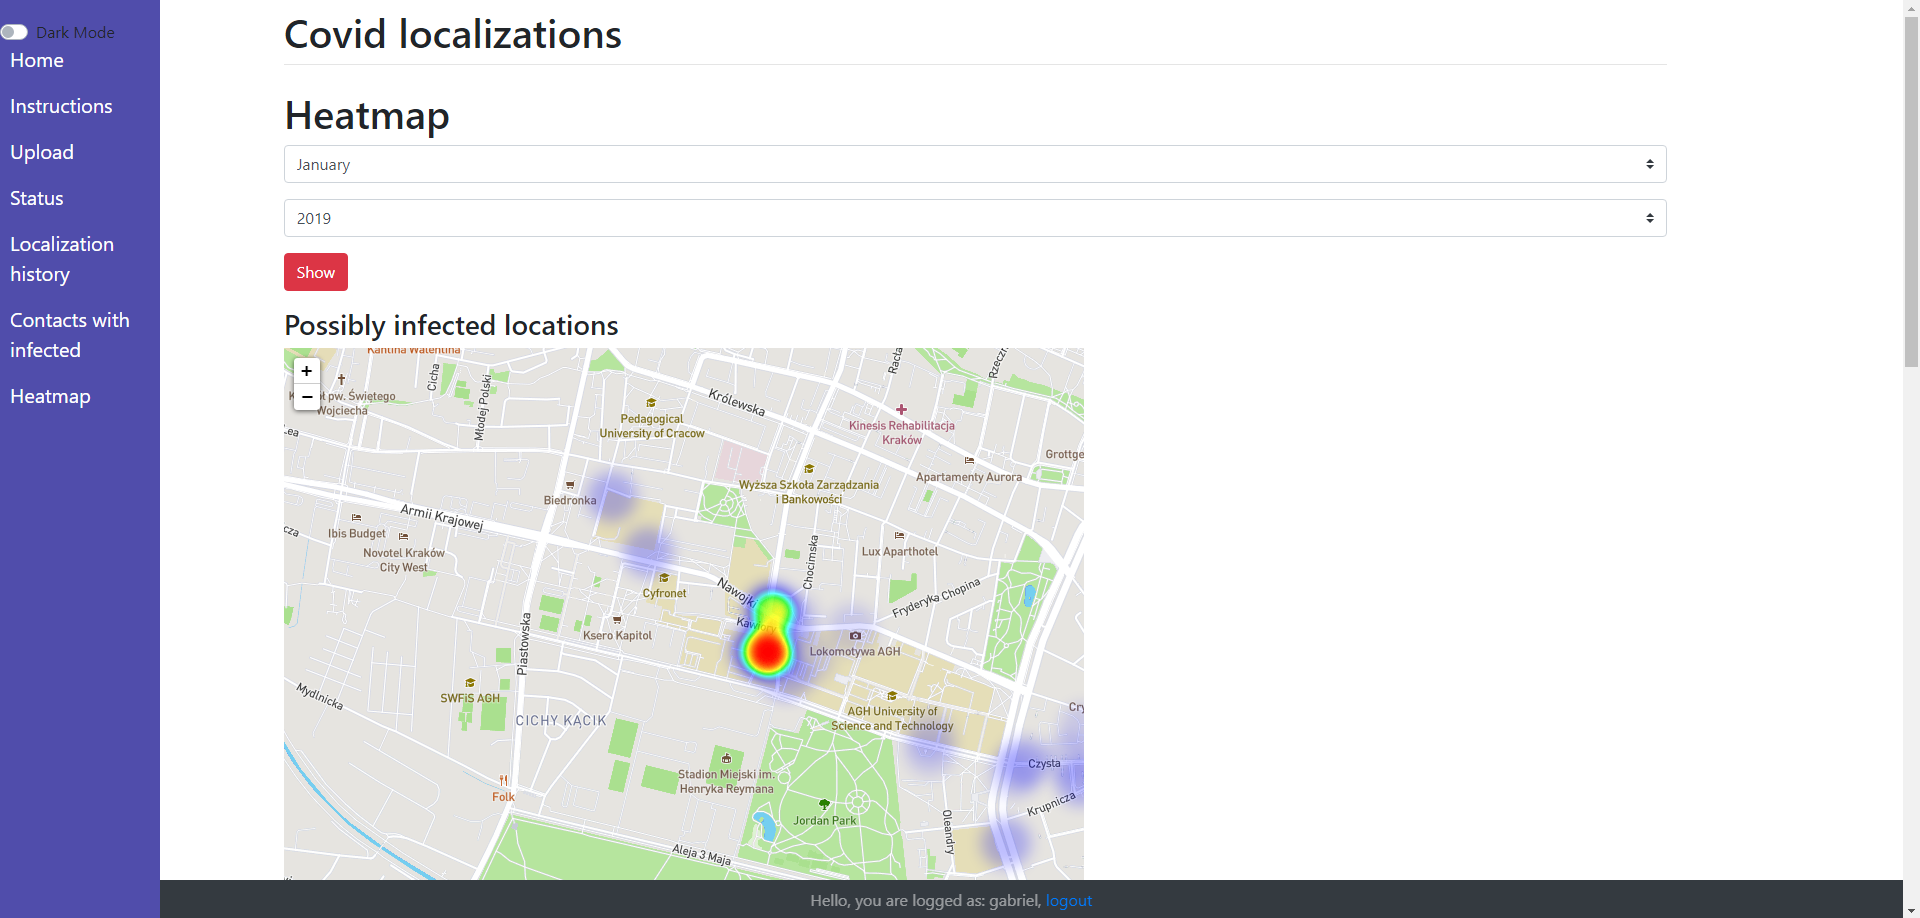 Dark Mode
Home
Instructions
Upload
Status
Localization
history
Contacts with
infected
Heatmap
Covid localizations
Heatmap
January
2019
Show
Possibly infected locations
+
−
Kantina Walentina
Cicha
Młodej Polski
pw. Świętego
Wojciecha
Lea
Królewska
Pedagogical
University of Cracow
Kinesis Rehabilitacja
Kraków
Grottge
Apartamenty Aurora
Wyższa Szkoła Zarządzania
i Bankowości
Biedronka
Armii Krajowej
Ibis Budget
Novotel Kraków
City West
Chocimska
Lux Aparthotel
Cyfronet
Nawojki
Fryderyka Chopina
Kawiory
Ksero Kapitol
Piastowska
Lokomotywa AGH
SWFiS AGH
Mydlnicka
CICHY KĄCIK
AGH University of
Science and Technology
Czysta
Stadion Miejski im.
Henryka Reymana
Folk
Jordan Park
Krupnicza
Oleandry
Aleja 3 Maja
Hello, you are logged as: gabriel, logout